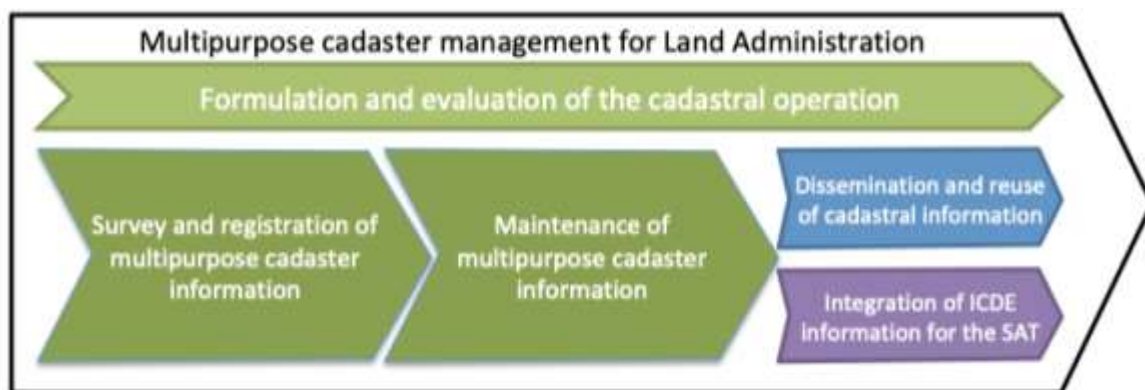 Multipurpose cadaster management for Land Administration
Formulation and evaluation of the cadastral operation
Survey and registration of
multipurpose cadaster
information
Maintenance of
multipurpose cadaster
information
Dissemination and reuse
of cadastral information
Integration of ICDE
information for the SAT